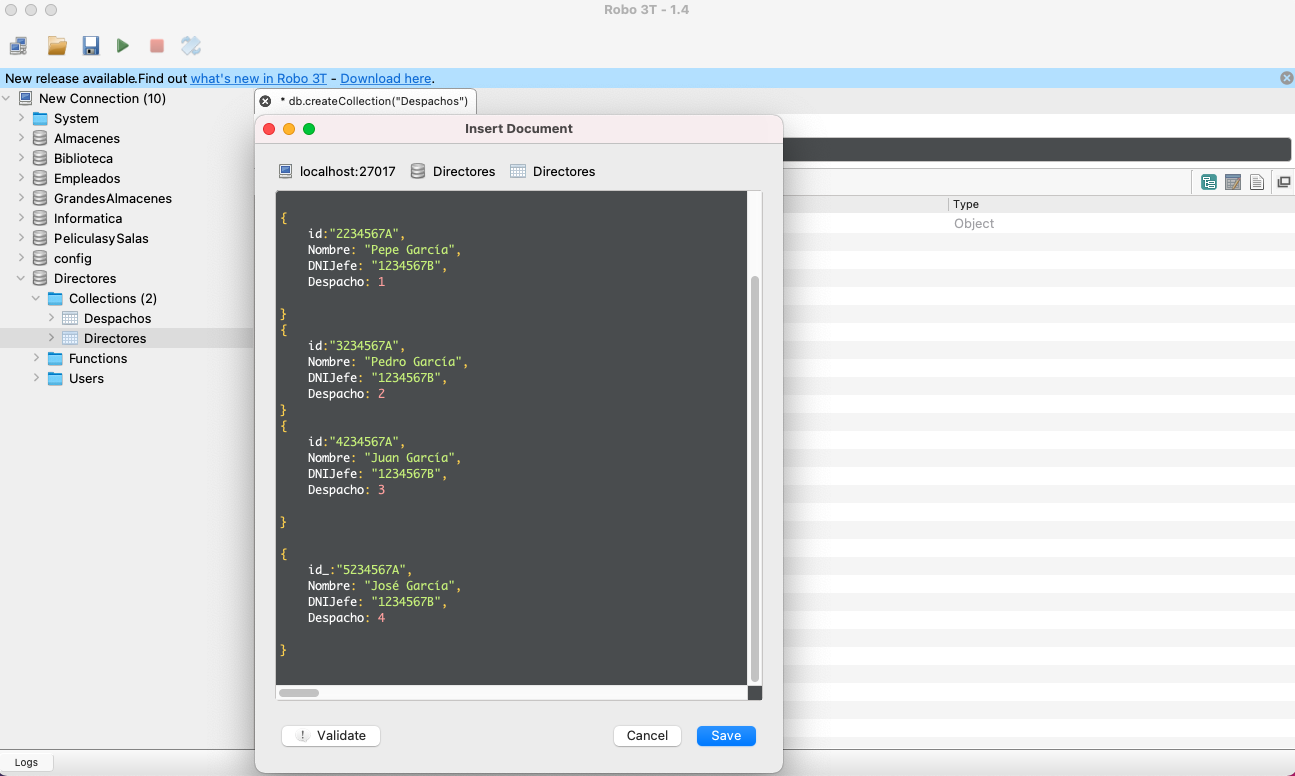 Robo 3T - 1.4
New release available.Find out what's new in Robo 3T - Download here.
New Connection (10)
System
Almacenes
Biblioteca
Empleados
GrandesAlmacenes
Informatica
PeliculasySalas
config
Directores
Collections (2)
Despachos
Directores
Functions
Users
* db.createCollection("Despachos")
Type
Object
Insert Document
localhost:27017 Directores Directores
{
id:"2234567A",
Nombre: "Pepe García",
DNIJefe: "1234567B",
Despacho: 1
}
{
id:"3234567A",
Nombre: "Pedro García",
DNIJefe: "1234567B",
Despacho: 2
}
{
id:"4234567A",
Nombre: "Juan García",
DNIJefe: "1234567B",
Despacho: 3
}
{
id_:"5234567A",
Nombre: "José García",
DNIJefe: "1234567B",
Despacho: 4
}
! Validate
Cancel
Save
Logs